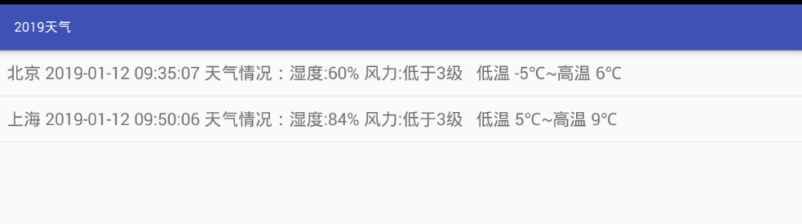 2019天气
北京 2019-01-12 09:35:07 天气情况：湿度:60% 风力:低于3级   低温 -5℃~高温 6℃
上海 2019-01-12 09:50:06 天气情况：湿度:84% 风力:低于3级   低温 5℃~高温 9℃